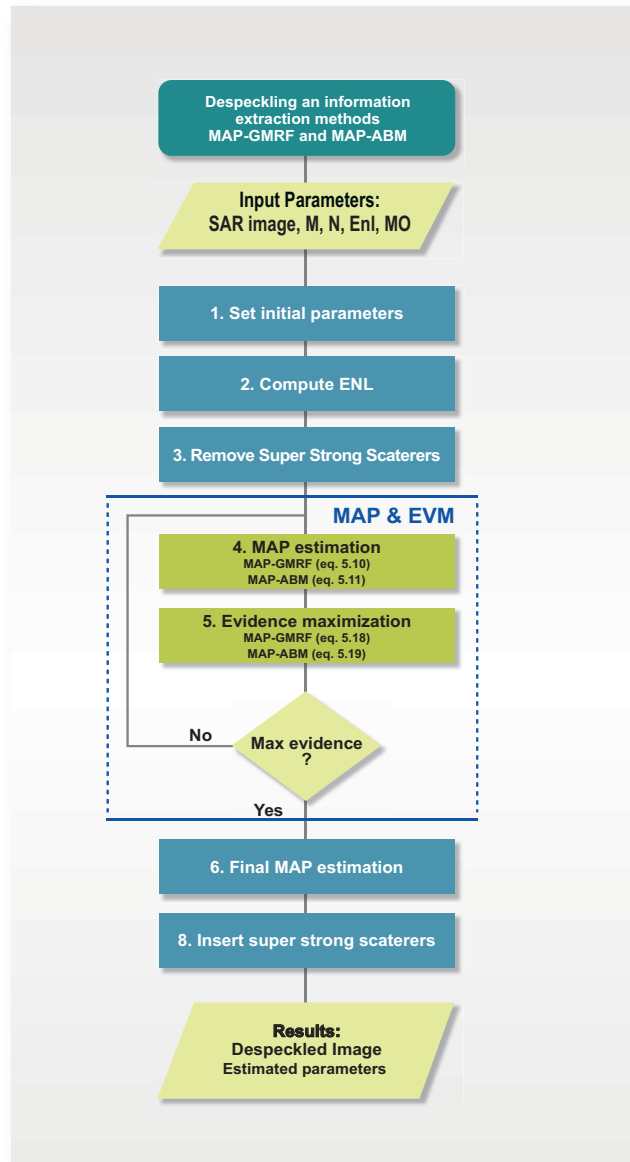 Despeckling an information
extraction methods
MAP-GMRF and MAP-ABM
Input Parameters:
SAR image, M, N, Enl, MO
1. Set initial parameters
2. Compute ENL
3. Remove Super Strong Scaterers
MAP & EVM
4. MAP estimation
MAP-GMRF (eq. 5.10)
MAP-ABM (eq. 5.11)
5. Evidence maximization
MAP-GMRF (eq. 5.18)
MAP-ABM (eq. 5.19)
No
Max evidence
?
Yes
6. Final MAP estimation
8. Insert super strong scaterers
Results:
Despeckled Image
Estimated parameters